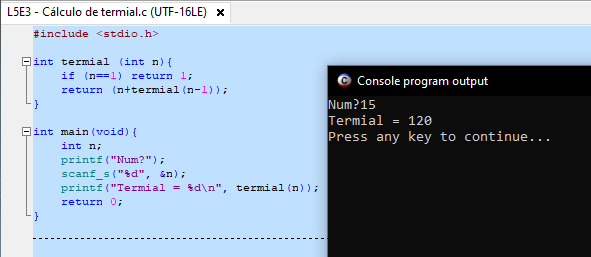 L5E3 - Cálculo de termial.c (UTF-16LE)
#include <stdio.h>
int termial (int n){
if (n==1) return 1;
return (n+termial(n-1));
}
int main(void){
int n;
printf("Num?");
scanf_s("%d", &n);
printf("Termial = %d\n", termial(n));
return 0;
}
Console program output
Num?15
Termial = 120
Press any key to continue...